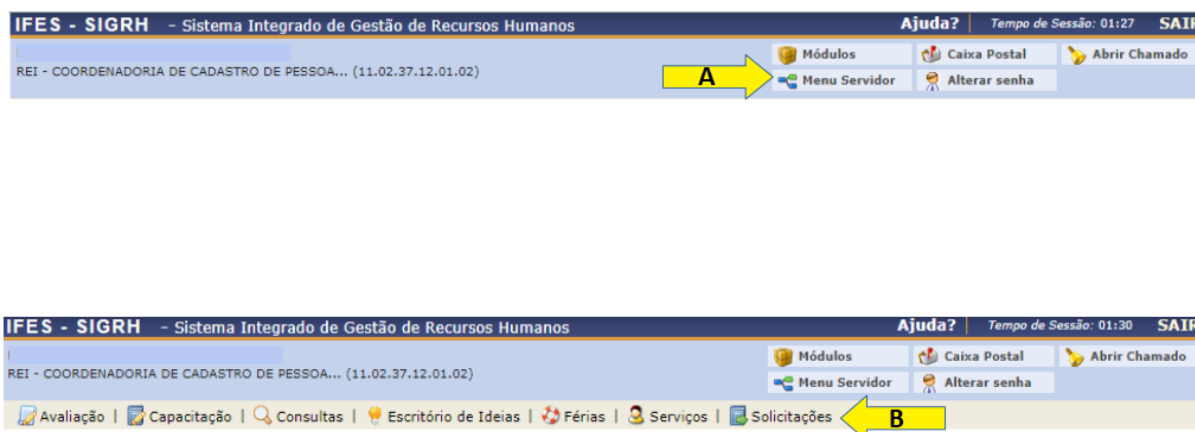 IFES - SIGRH - Sistema Integrado de Gestão de Recursos Humanos Ajuda? Tempo de Sessão: 01:27 SAIR
Módulos Caixa Postal Abrir Chamado
REI - COORDENADORIA DE CADASTRO DE PESSOA... (11.02.37.12.01.02)
A Menu Servidor Alterar senha
IFES - SIGRH - Sistema Integrado de Gestão de Recursos Humanos Ajuda? Tempo de Sessão: 01:30 SAIR
Módulos Caixa Postal Abrir Chamado
REI - COORDENADORIA DE CADASTRO DE PESSOA... (11.02.37.12.01.02)
Menu Servidor Alterar senha
Avaliação | Capacitação | Consultas | Escritório de Ideias | Férias | Serviços | Solicitações B